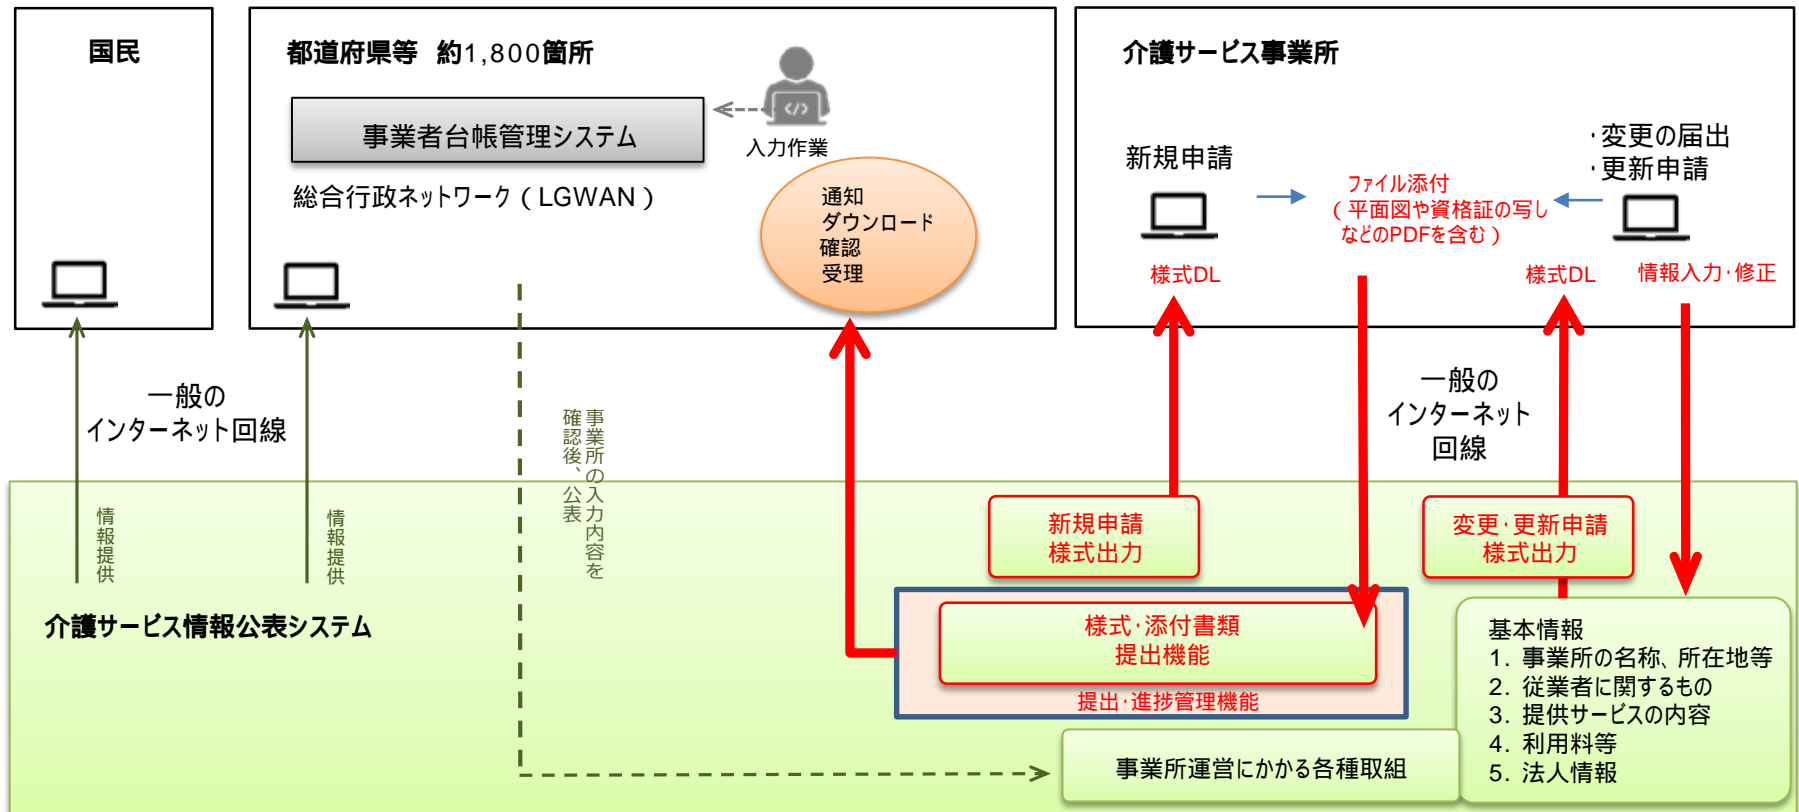 国民
都道府県等 約1,800箇所
事業者台帳管理システム
入力作業
総合行政ネットワーク（LGWAN）
通知
ダウンロード
確認
受理
介護サービス事業所
新規申請
・変更の届出
・更新申請
ファイル添付
（平面図や資格証の写し
などのPDFを含む）
様式DL
様式DL
情報入力・修正
一般の
インターネット回線
事業所の入力内容を
確認後、公表
一般の
インターネット
回線
情報提供
情報提供
介護サービス情報公表システム
新規申請
様式出力
変更・更新申請
様式出力
様式・添付書類
提出機能
提出・進捗管理機能
事業所運営にかかる各種取組
基本情報
1. 事業所の名称、所在地等
2. 従業者に関するもの
3. 提供サービスの内容
4. 利用料等
5. 法人情報